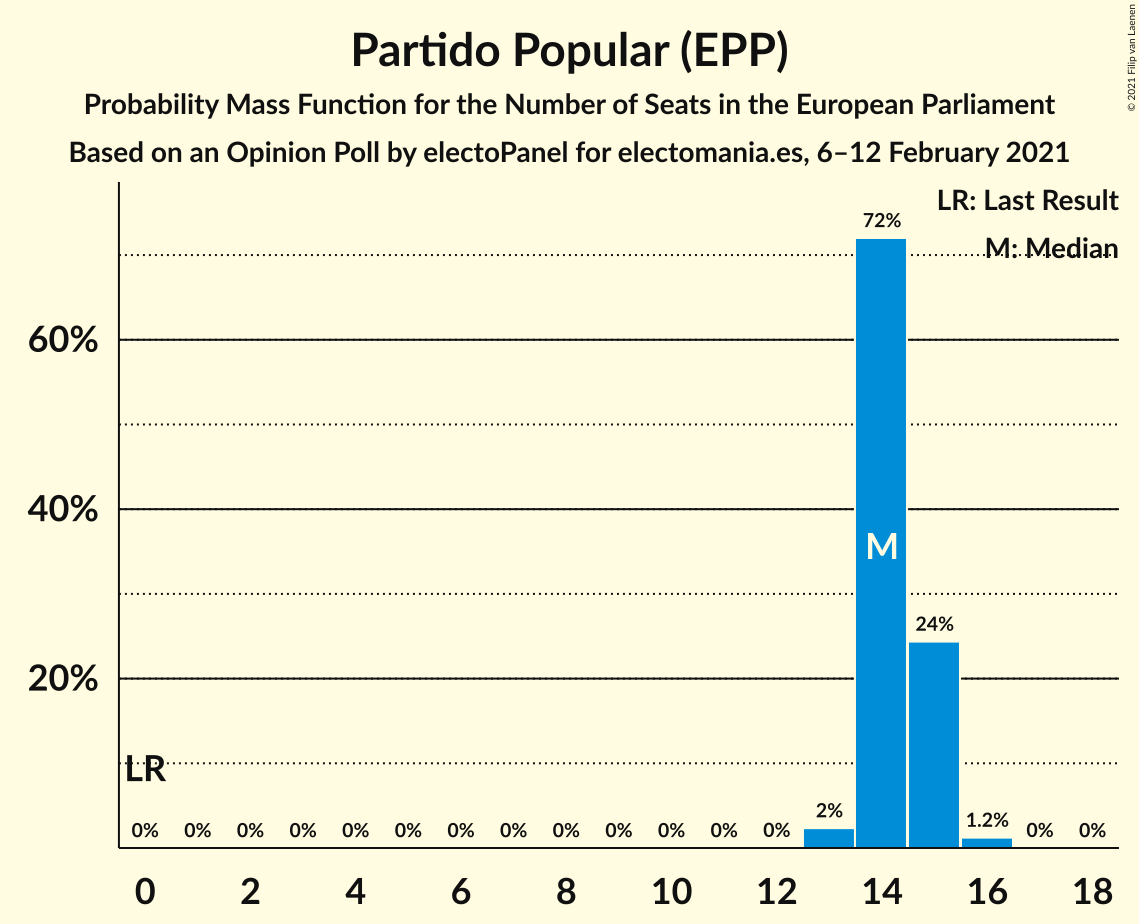 Partido Popular (EPP)
Probability Mass Function for the Number of Seats in the European Parliament
Based on an Opinion Poll by electoPanel for electomania.es, 6–12 February 2021
© 2021 Filip van Laenen
LR: Last Result
M: Median
72%
60%
40%
M
24%
20%
LR
0% 0% 0% 0% 0% 0% 0% 0% 0% 0% 0% 0% 0% 2% 1.2% 0% 0%
0 2 4 6 8 10 12 14 16 18